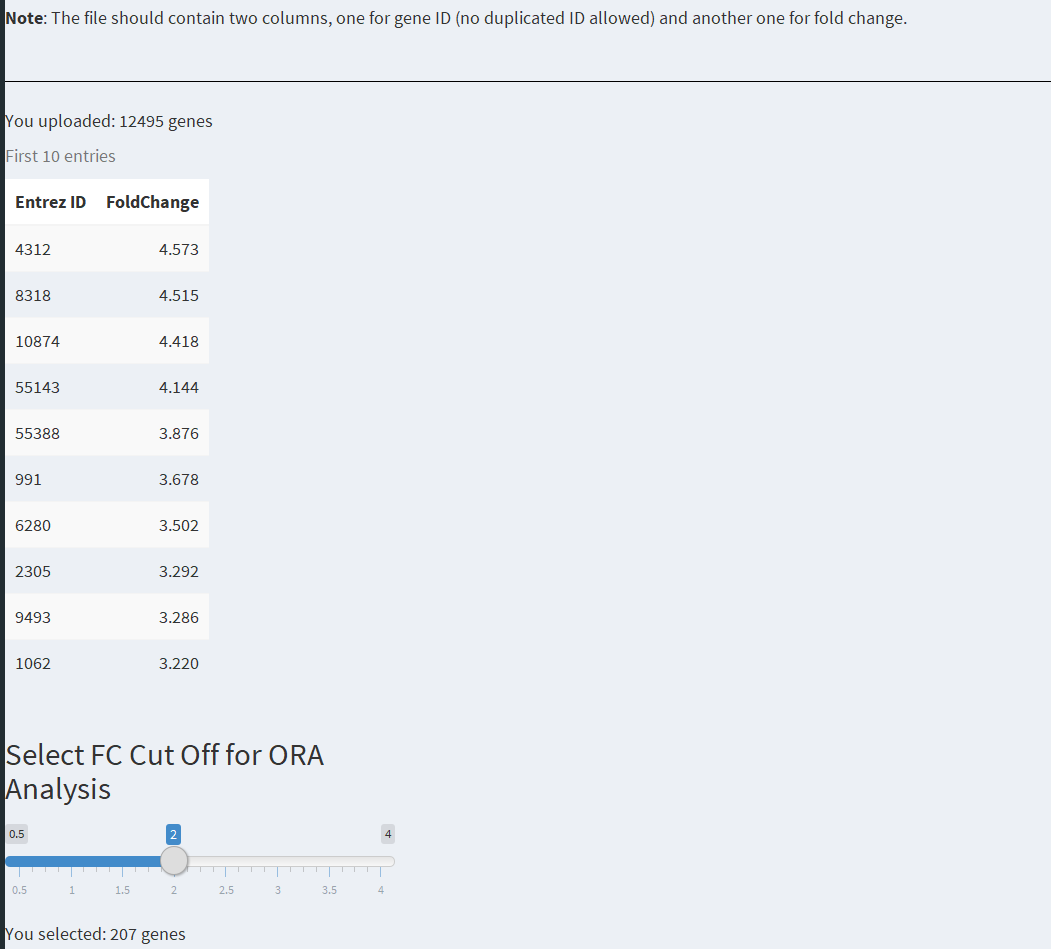 Note: The file should contain two columns, one for gene ID (no duplicated ID allowed) and another one for fold change.
You uploaded: 12495 genes
First 10 entries
Entrez ID FoldChange
4312 4.573
8318 4.515
10874 4.418
55143 4.144
55388 3.876
991 3.678
6280 3.502
2305 3.292
9493 3.286
1062 3.220
Select FC Cut Off for ORA
Analysis
0.5 2 4
0.5 1 1.5 2 2.5 3 3.5 4
You selected: 207 genes